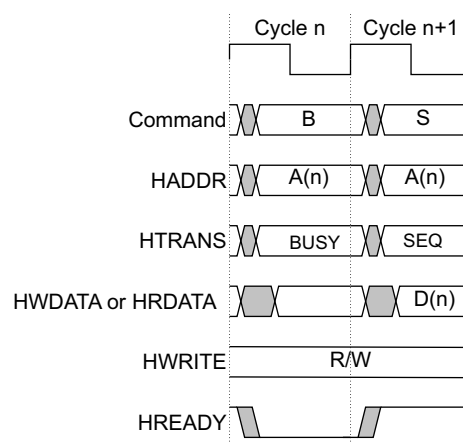 Cycle n Cycle n+1
Command B S
HADDR A(n) A(n)
HTRANS BUSY SEQ
HWDATA or HRDATA D(n)
HWRITE R/W
HREADY